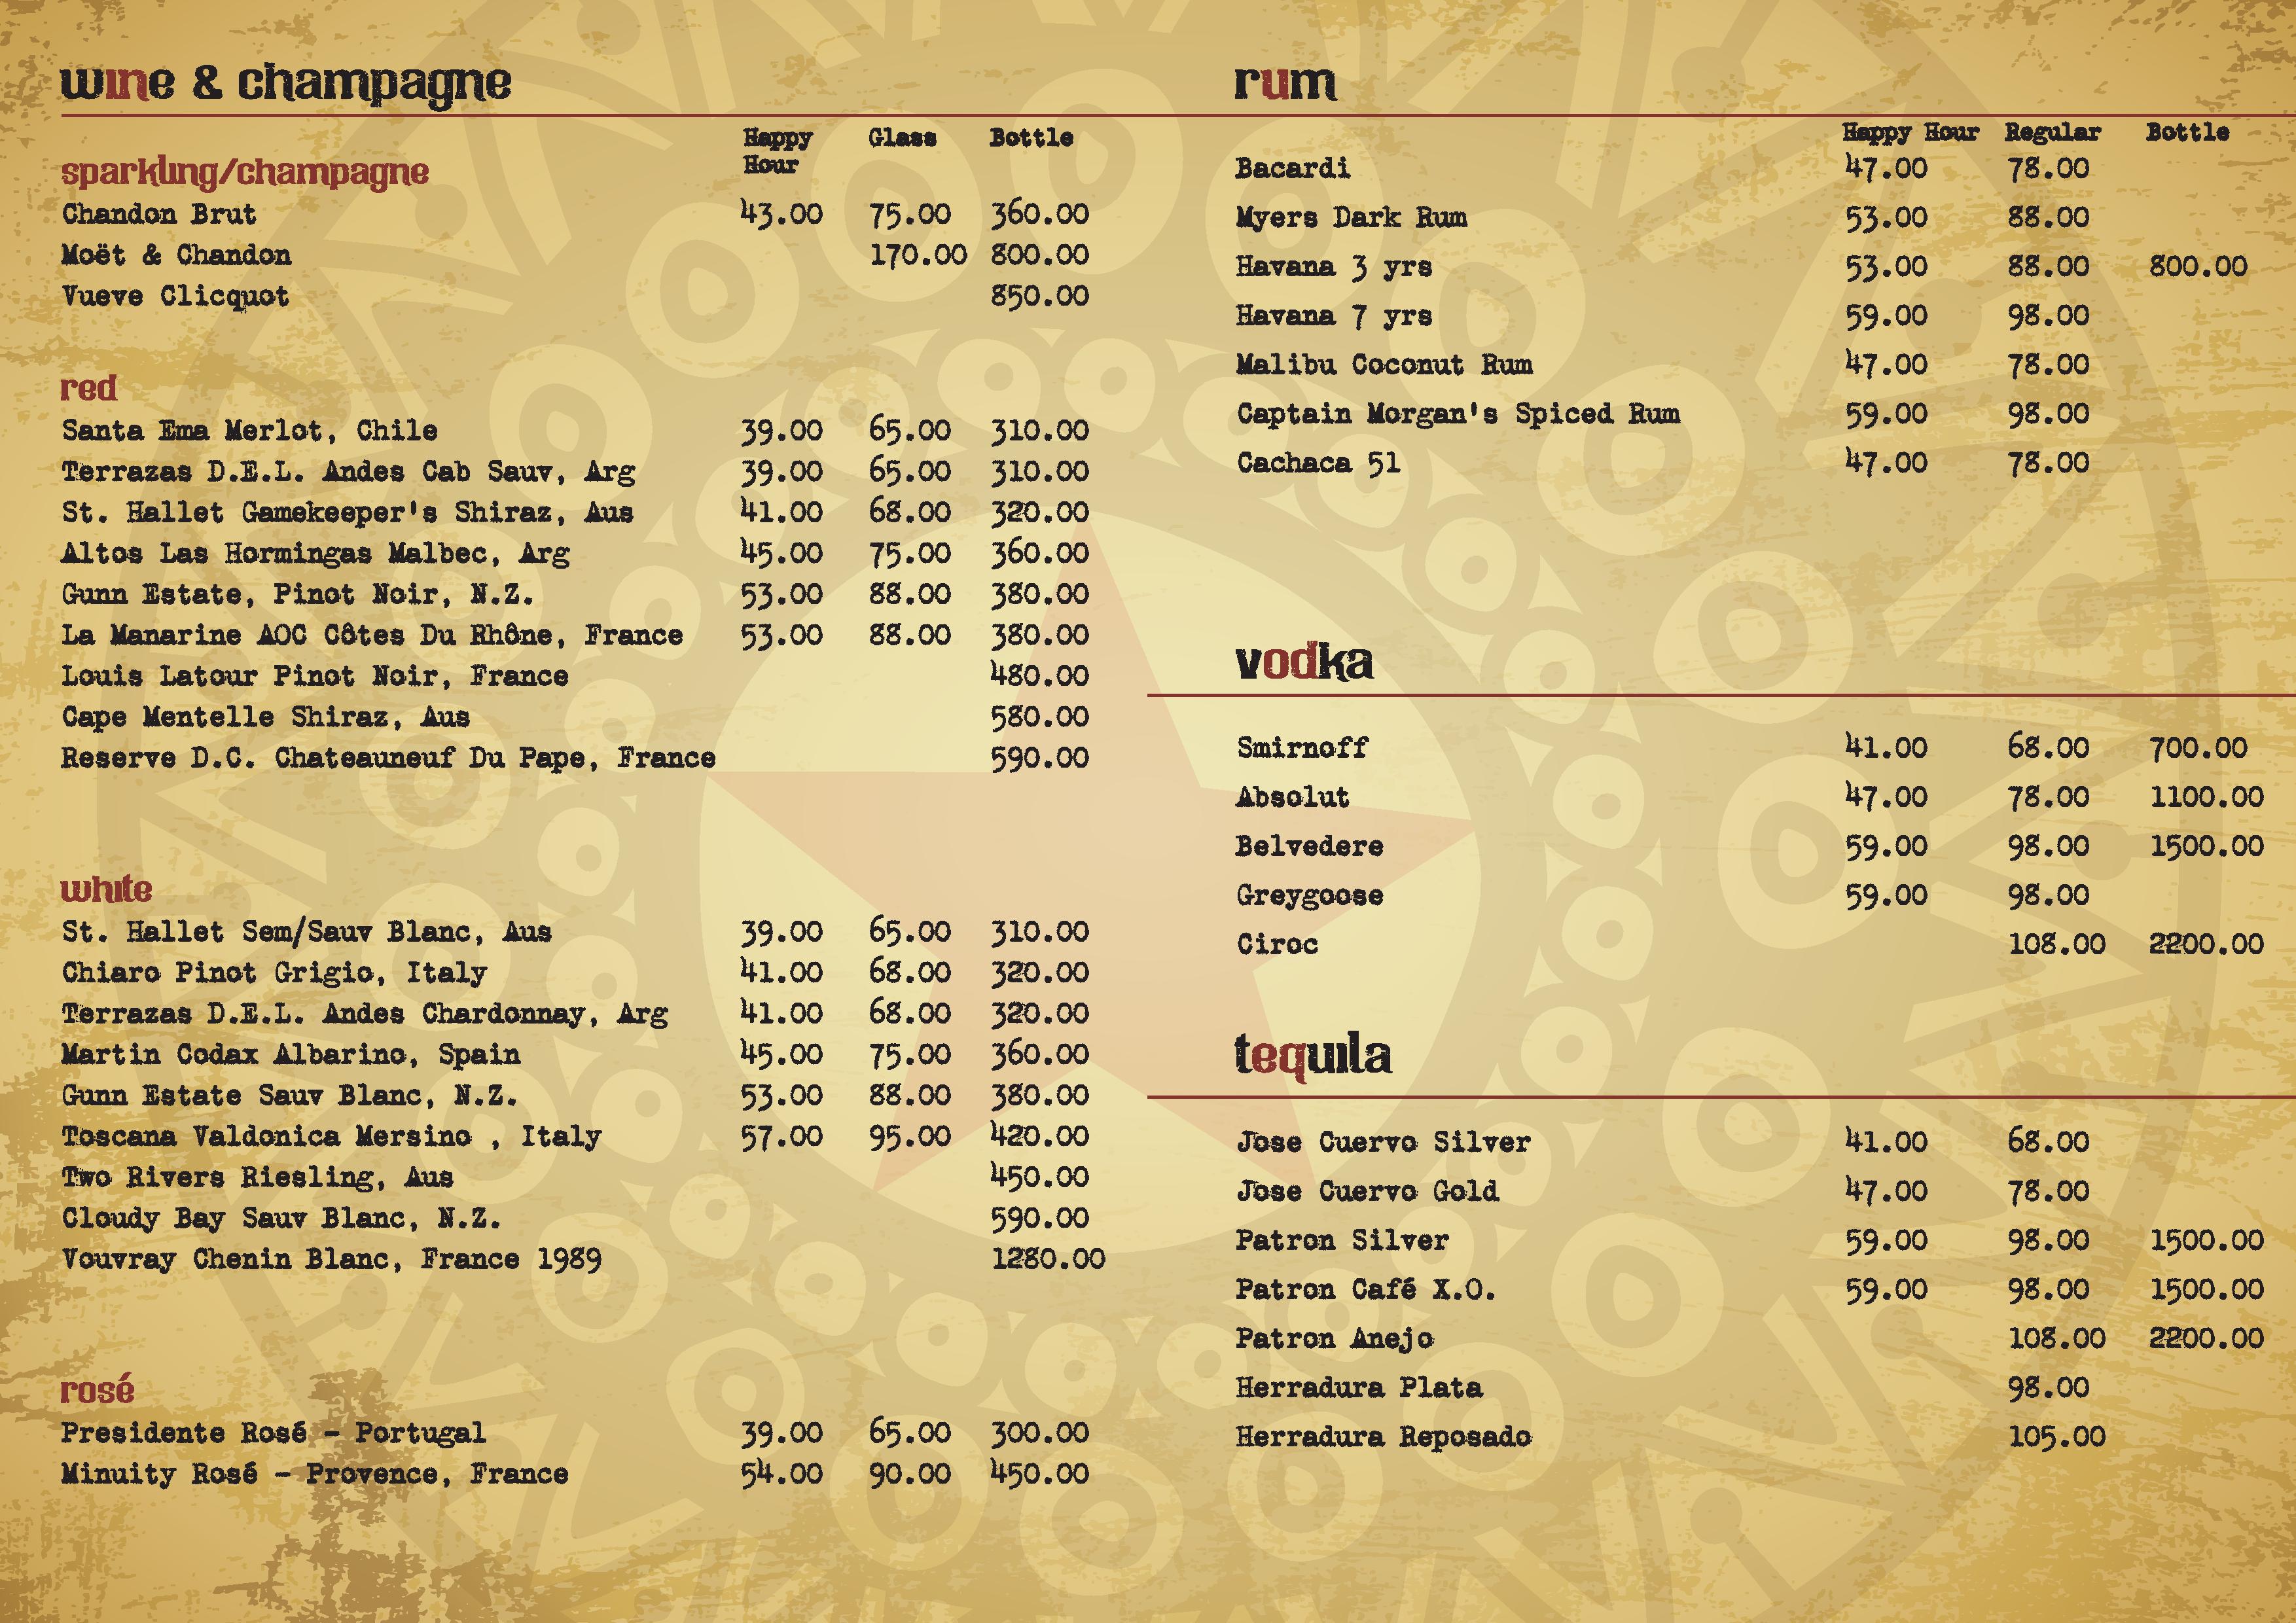 wine & champagne
Happy Hour Glass Bottle
sparkling/champagne
Chandon Brut 43.00 75.00 360.00
Moët & Chandon 170.00 800.00
Vueve Clicquot 850.00
red
Santa Ema Merlot, Chile 39.00 65.00 310.00
Terrazas D.E.L. Andes Cab Sauv, Arg 39.00 65.00 310.00
St. Hallet Gamekeeper's Shiraz, Aus 41.00 68.00 320.00
Altos Las Hormingas Malbec, Arg 45.00 75.00 360.00
Gunn Estate, Pinot Noir, N.Z. 53.00 88.00 380.00
La Manarine AOC Côtes Du Rhône, France 53.00 88.00 380.00
Louis Latour Pinot Noir, France 480.00
Cape Mentelle Shiraz, Aus 580.00
Reserve D.C. Chateauneuf Du Pape, France 590.00
white
St. Hallet Sem/Sauv Blanc, Aus 39.00 65.00 310.00
Chiaro Pinot Grigio, Italy 41.00 68.00 320.00
Terrazas D.E.L. Andes Chardonnay, Arg 41.00 68.00 320.00
Martin Codax Albarino, Spain 45.00 75.00 360.00
Gunn Estate Sauv Blanc, N.Z. 53.00 88.00 380.00
Toscana Valdonica Mersino , Italy 57.00 95.00 420.00
Two Rivers Riesling, Aus 450.00
Cloudy Bay Sauv Blanc, N.Z. 590.00
Vouvray Chenin Blanc, France 1989 1280.00
rosé
Presidente Rosé - Portugal 39.00 65.00 300.00
Minuity Rosé - Provence, France 54.00 90.00 450.00
rum
Happy Hour Regular Bottle
Bacardi 47.00 78.00
Myers Dark Rum 53.00 88.00
Havana 3 yrs 53.00 88.00 800.00
Havana 7 yrs 59.00 98.00
Malibu Coconut Rum 47.00 78.00
Captain Morgan's Spiced Rum 59.00 98.00
Cachaca 51 47.00 78.00
vodka
Smirnoff 41.00 68.00 700.00
Absolut 47.00 78.00 1100.00
Belvedere 59.00 98.00 1500.00
Greygoose 59.00 98.00
Ciroc 108.00 2200.00
tequila
Jose Cuervo Silver 41.00 68.00
Jose Cuervo Gold 47.00 78.00
Patron Silver 59.00 98.00 1500.00
Patron Café X.O. 59.00 98.00 1500.00
Patron Anejo 108.00 2200.00
Herradura Plata 98.00
Herradura Reposado 105.00